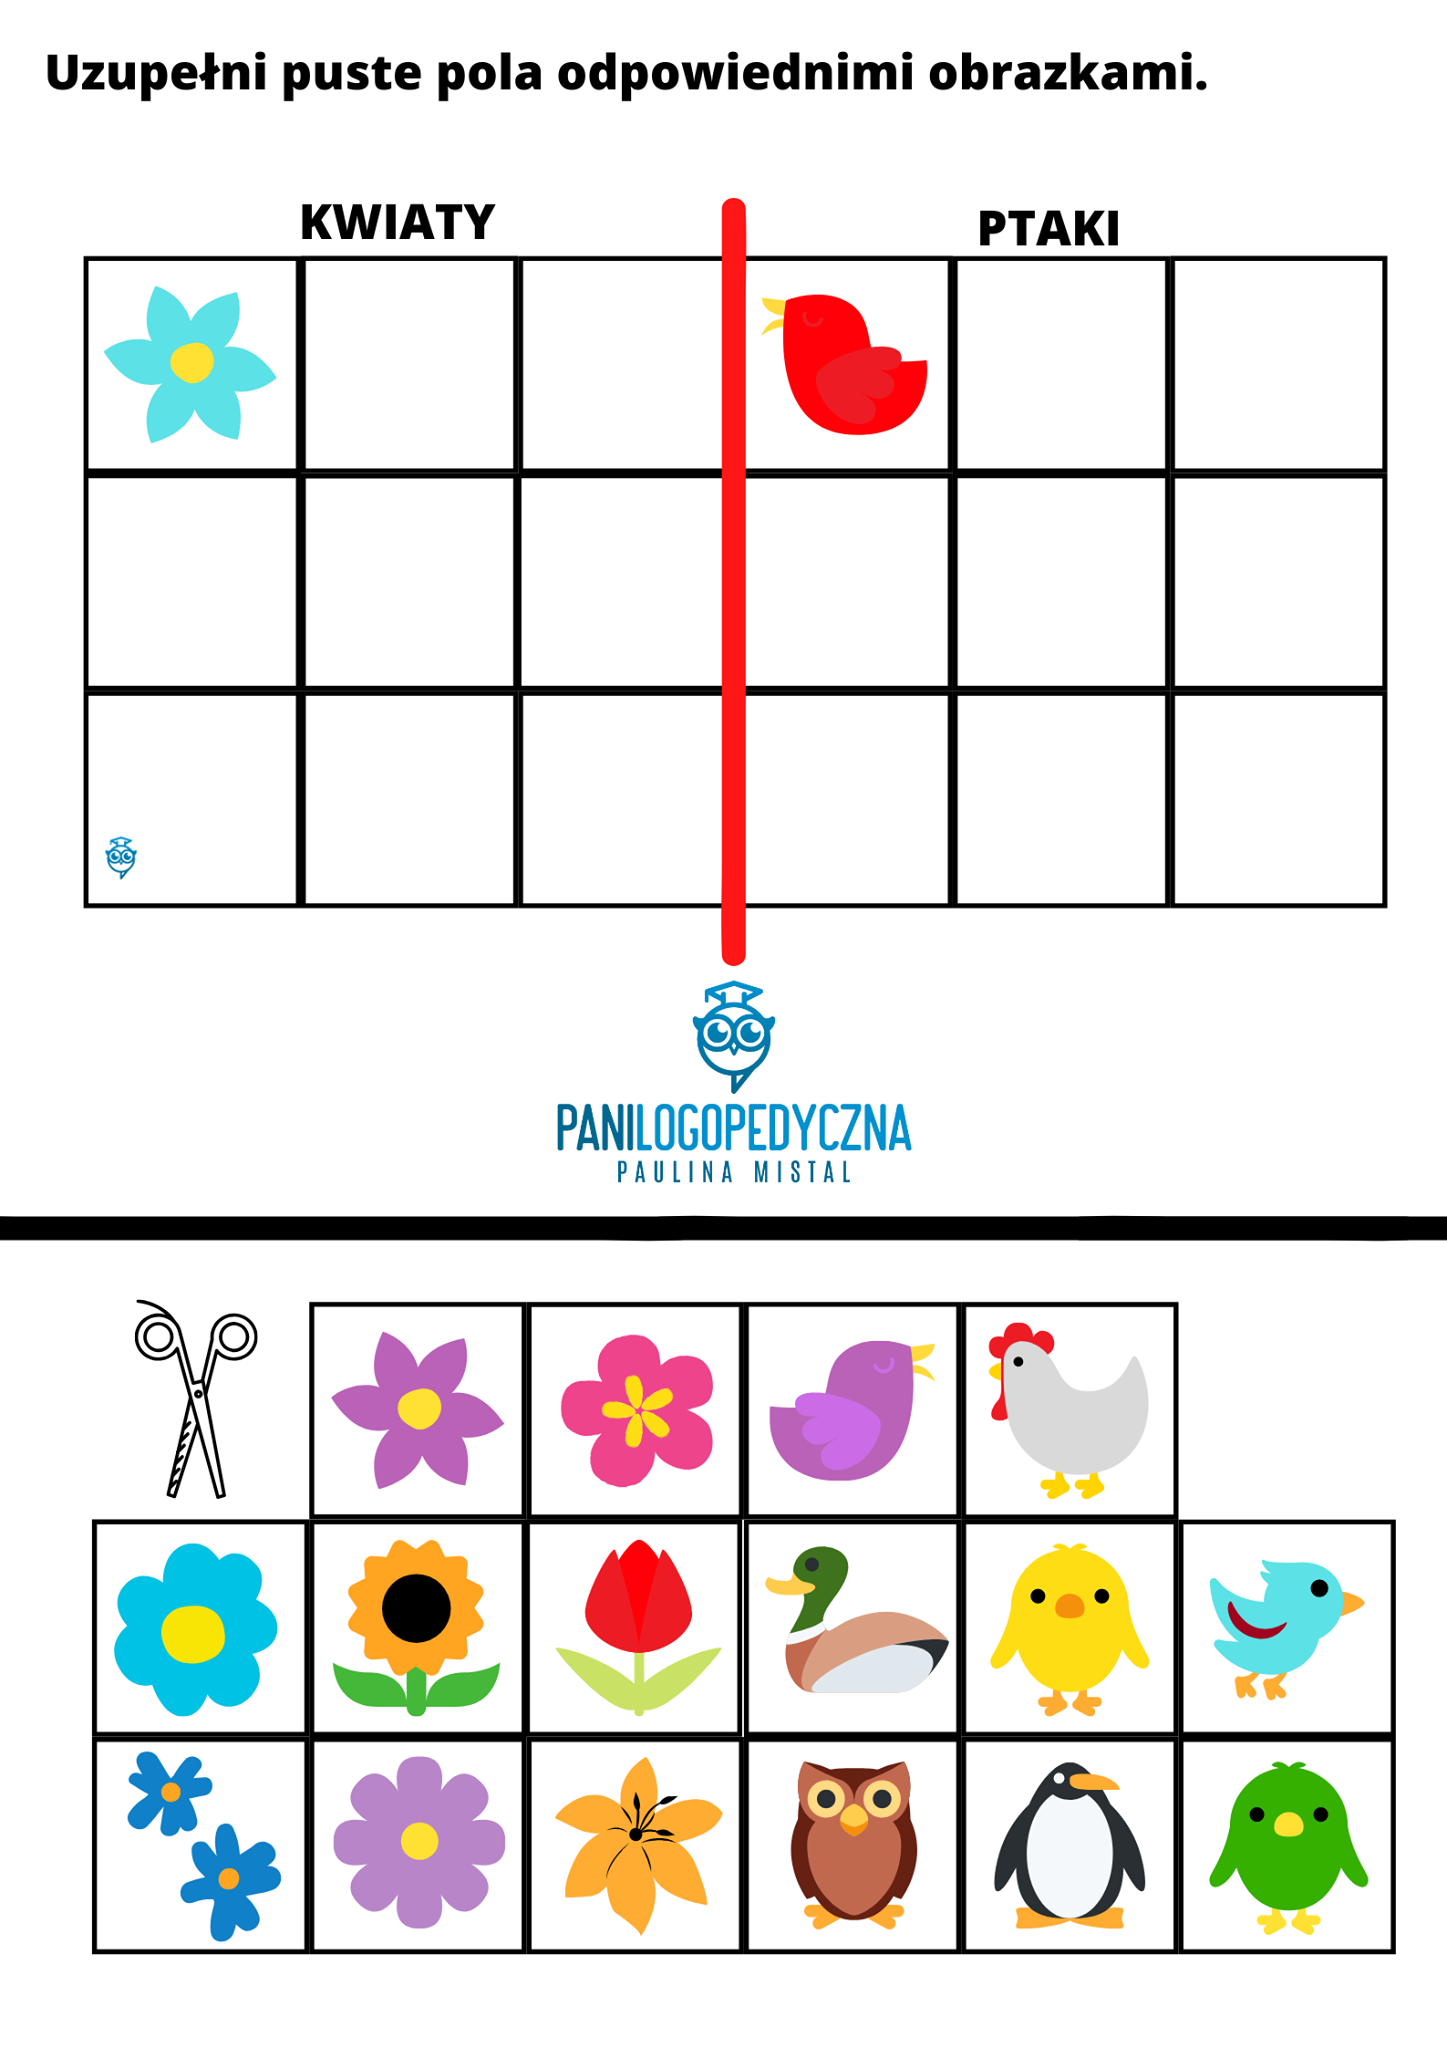 Uzupełni puste pola odpowiednimi obrazkami.
KWIATY
PTAKI
PANILOGOPEDYCZNA
PAULINA MISTAL